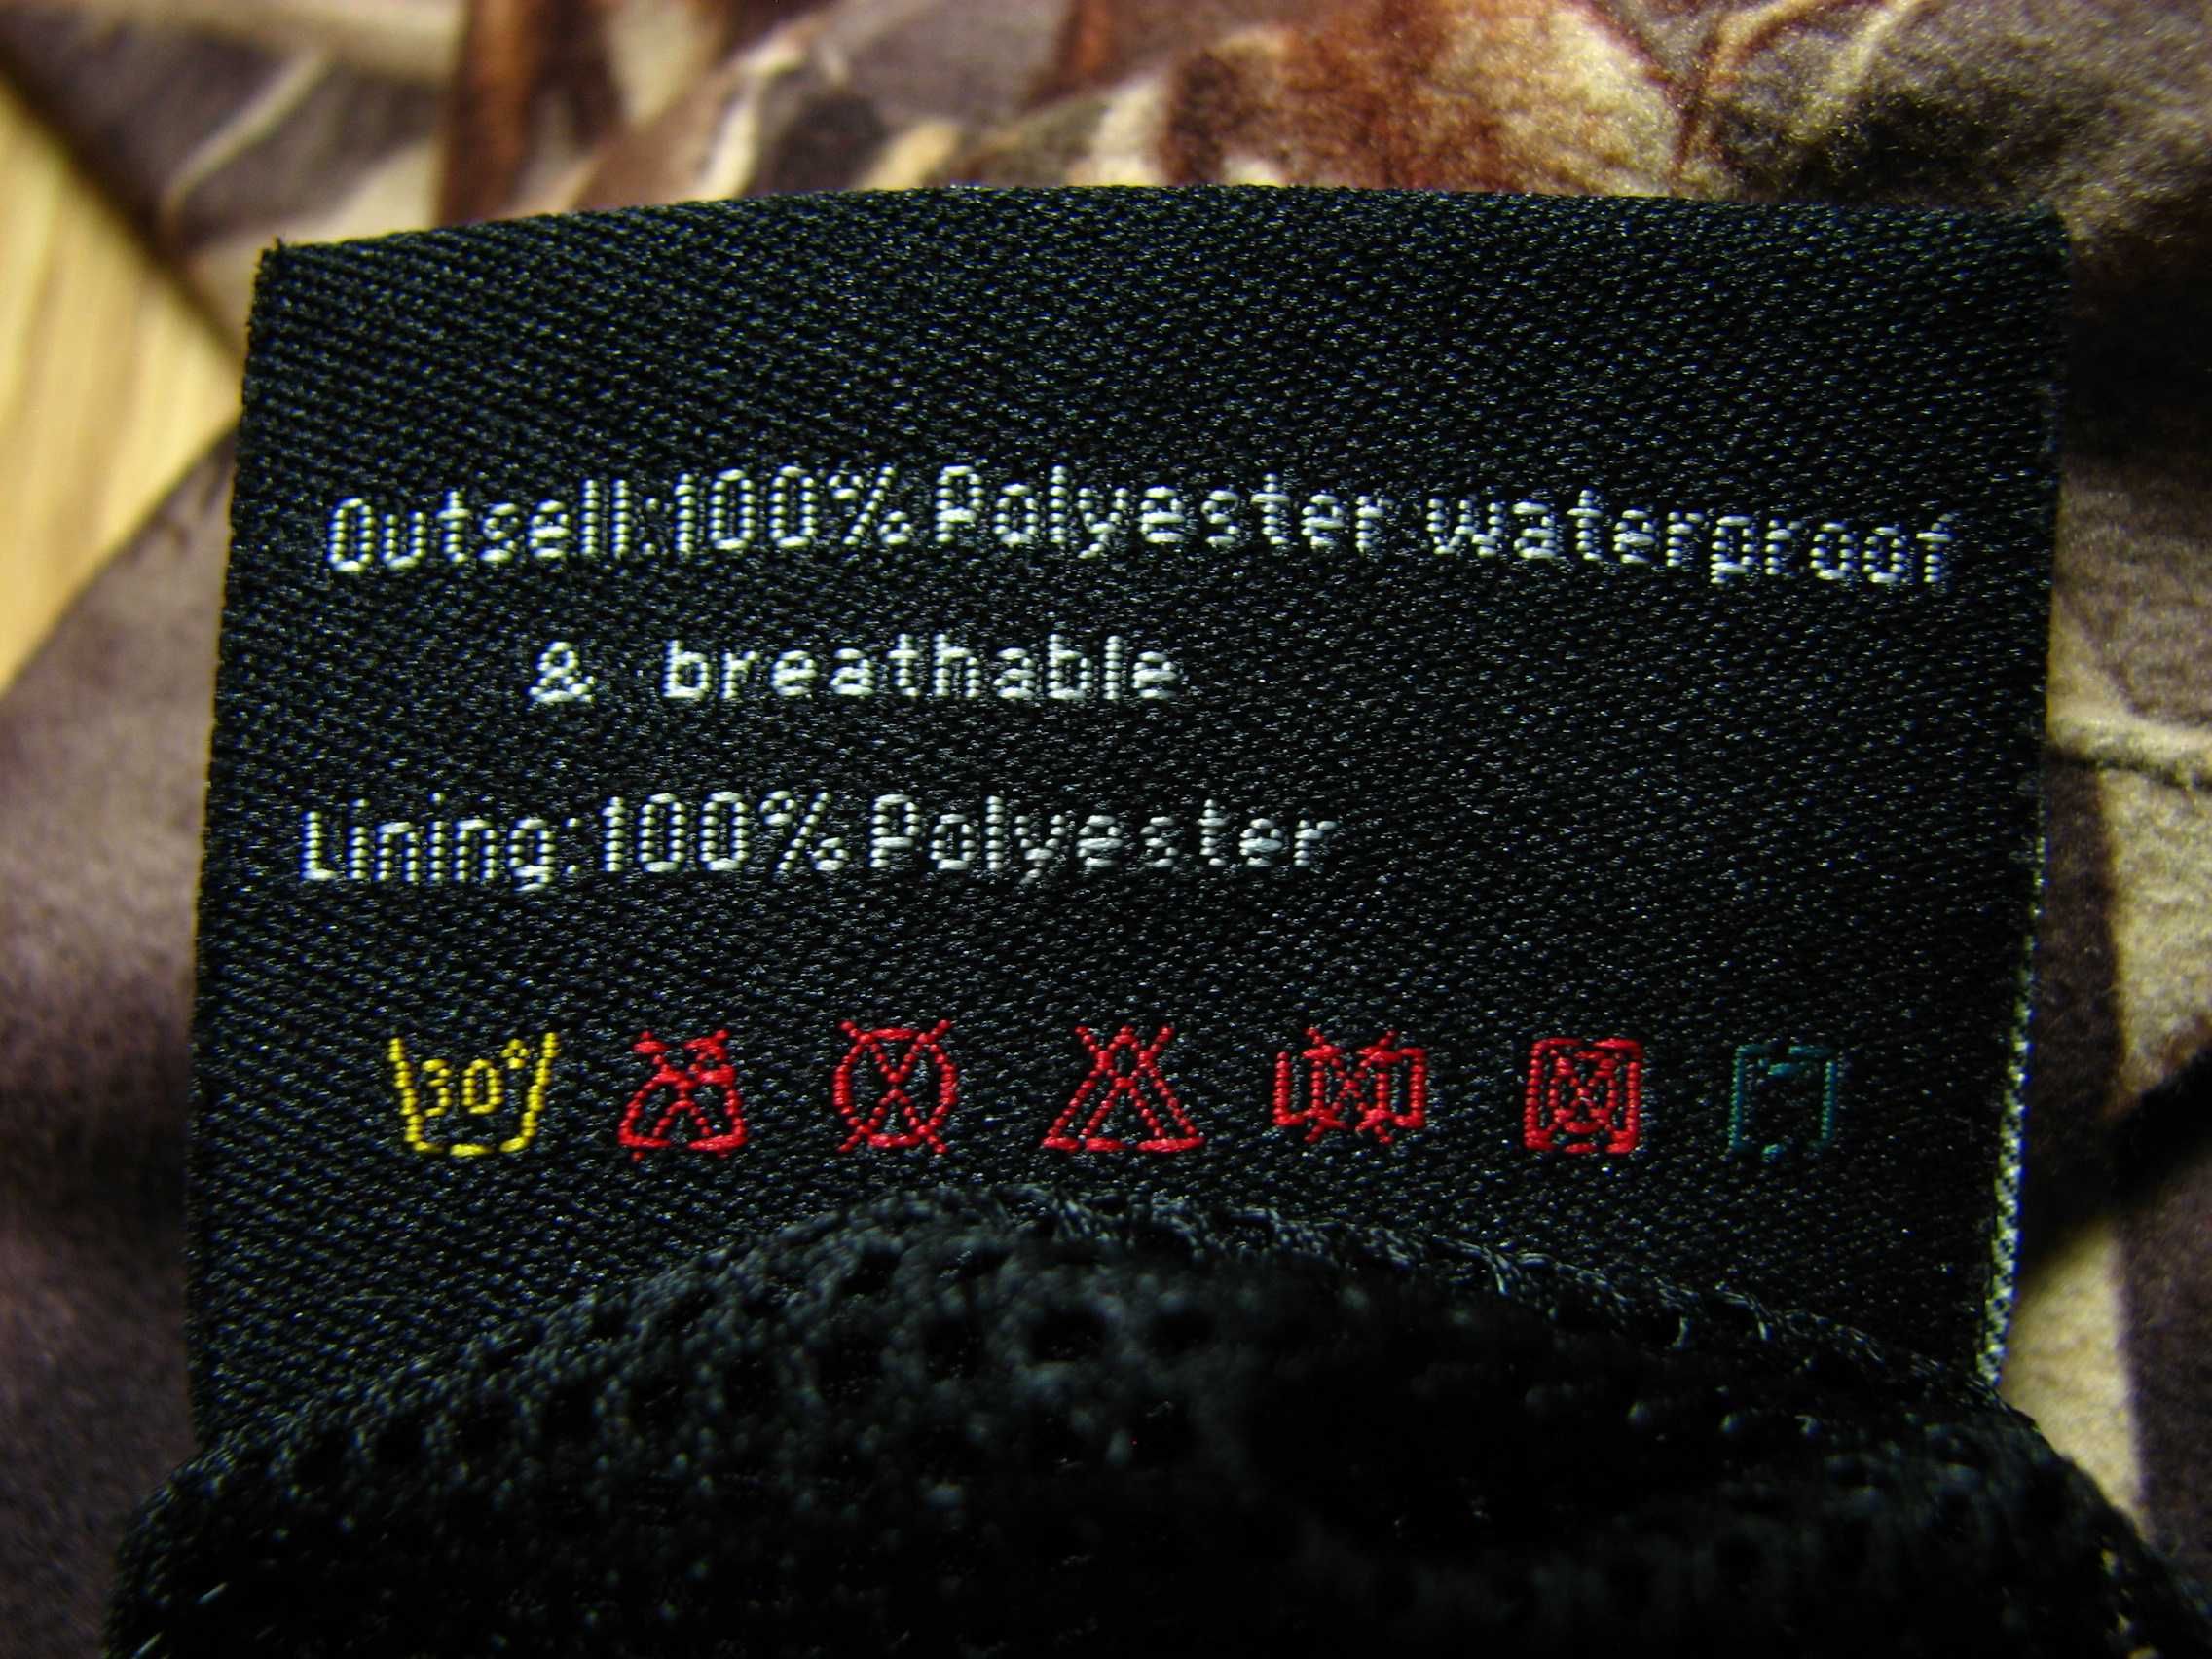 Outsell:100% Polyester waterproof
& breathable
Lining:100% Polyester
30°